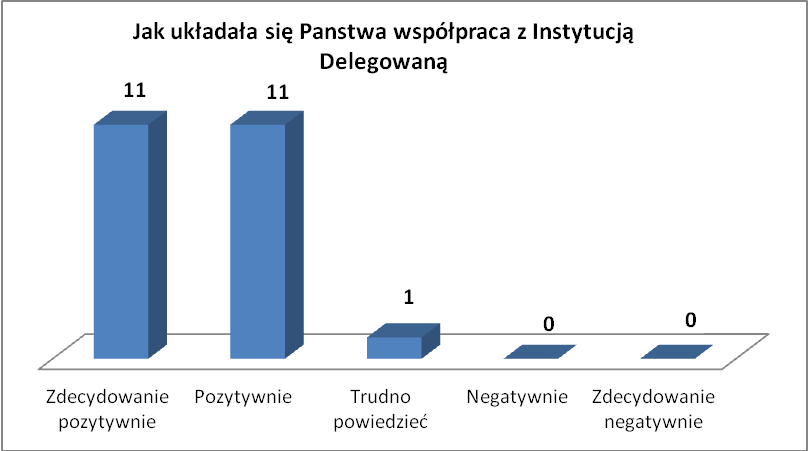 Jak układała się Panstwa współpraca z Instytucją
Delegowaną
11
11
1
0
0
Zdecydowanie
pozytywnie
Pozytywnie
Trudno
powiedzieć
Negatywnie
Zdecydowanie
negatywnie